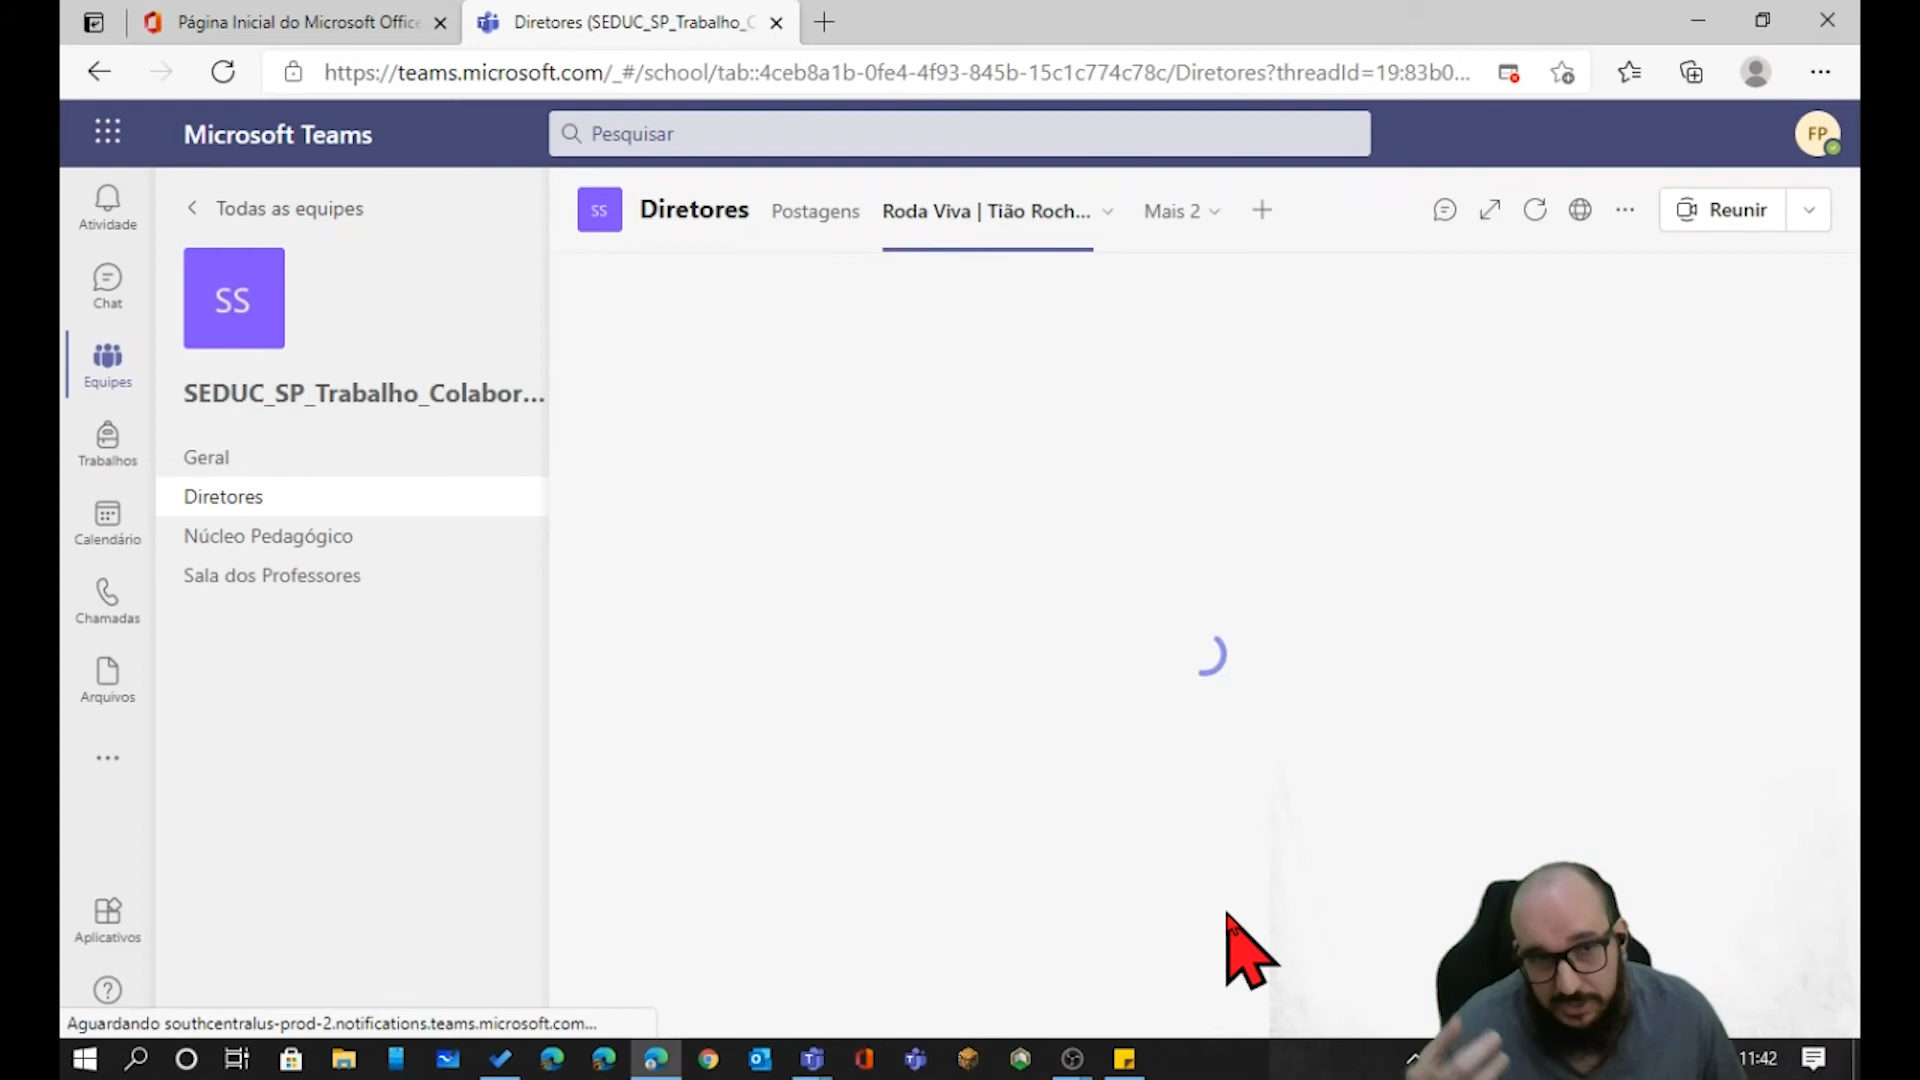 Página Inicial do Microsoft Office
Diretores (SEDUC_SP_Trabalho_C
https://teams.microsoft.com/_#/school/tab::4ceb8a1b-0fe4-4f93-845b-15c1c774c78c/Diretores?threadId=19:83b0...
Microsoft Teams
Pesquisar
FP
Atividade
Chat
Equipes
Trabalhos
Calendário
Chamadas
Arquivos
Aplicativos
Todas as equipes
SS
SEDUC_SP_Trabalho_Colabor...
Geral
Diretores
Núcleo Pedagógico
Sala dos Professores
SS
Diretores
Postagens
Roda Viva | Tião Roch...
Mais 2
Reunir
Aguardando southcentralus-prod-2.notifications.teams.microsoft.com...
11:42